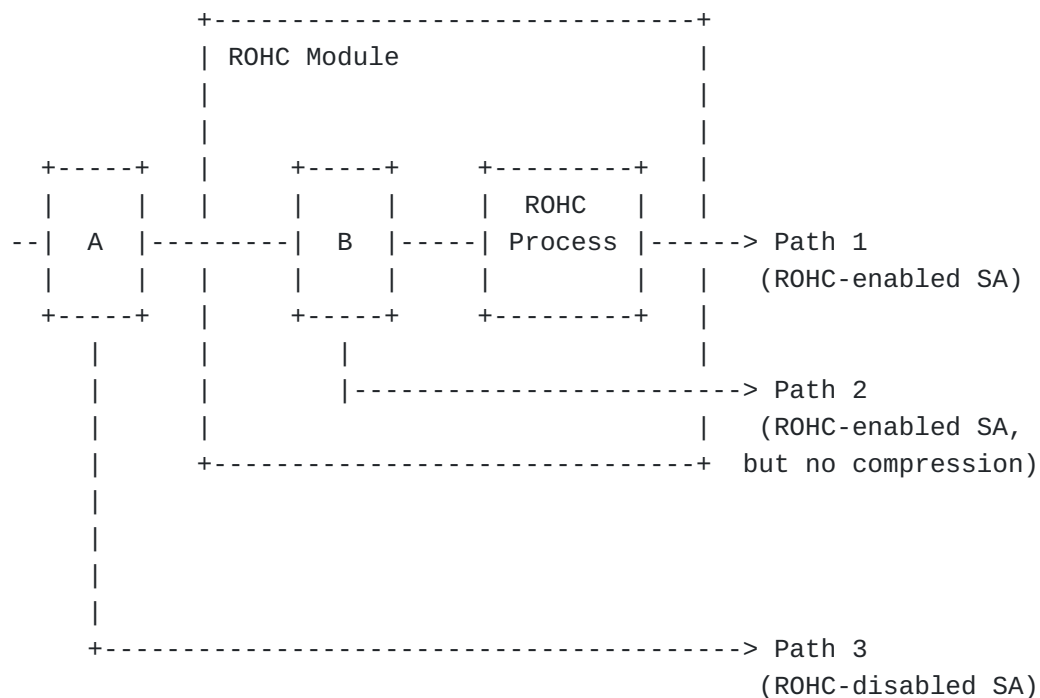 ROHC Module
ROHC
A
B
Process
Path 1
(ROHC-enabled SA)
Path 2
(ROHC-enabled SA,
but no compression)
Path 3
(ROHC-disabled SA)